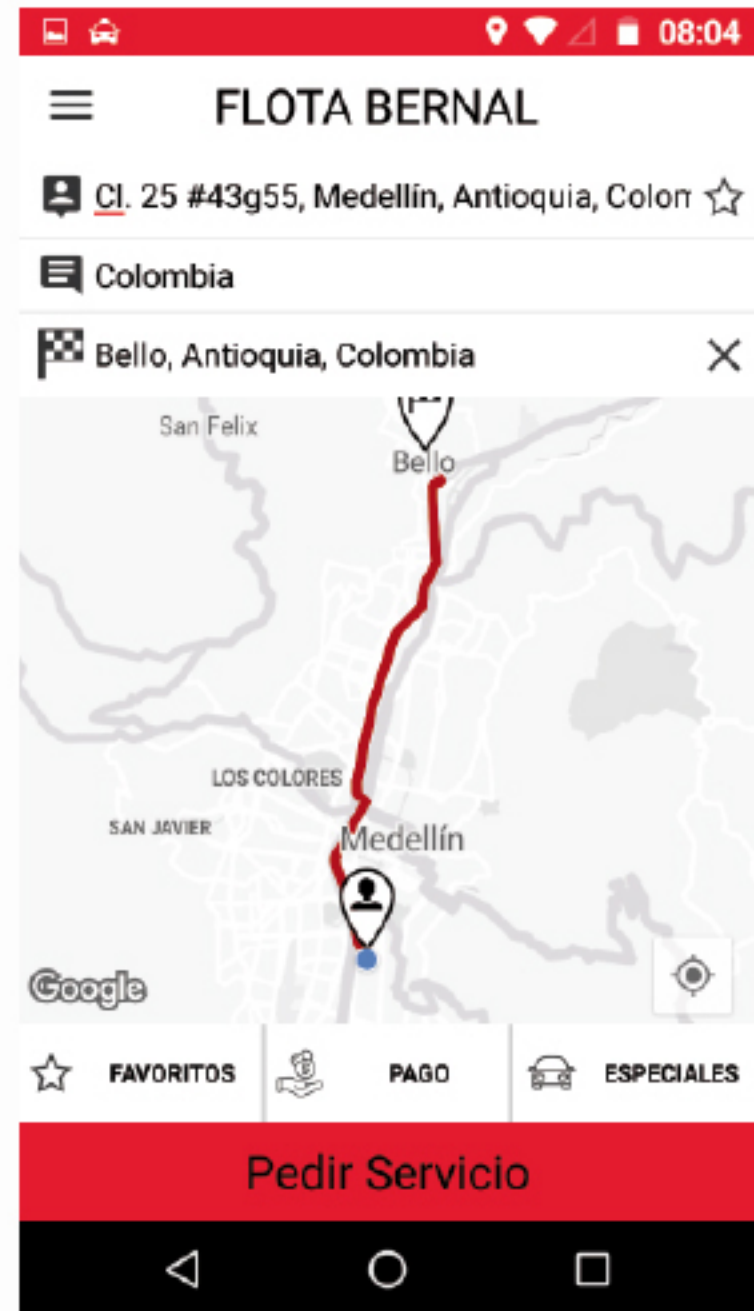 08:04
FLOTA BERNAL
Cl. 25 #43g55, Medellín, Antioquia, Colom
Colombia
Bello, Antioquia, Colombia
San Felix
Bello
LOS COLORES
SAN JAVIER
Medellín
Google
FAVORITOS PAGO ESPECIALES
Pedir Servicio